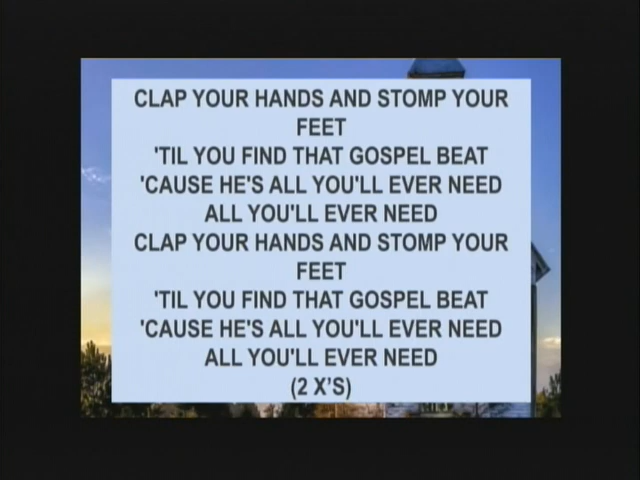 CLAP YOUR HANDS AND STOMP YOUR
FEET
'TIL YOU FIND THAT GOSPEL BEAT
'CAUSE HE'S ALL YOU'LL EVER NEED
ALL YOU'LL EVER NEED
CLAP YOUR HANDS AND STOMP YOUR
FEET
'TIL YOU FIND THAT GOSPEL BEAT
'CAUSE HE'S ALL YOU'LL EVER NEED
ALL YOU'LL EVER NEED
(2 X’S)